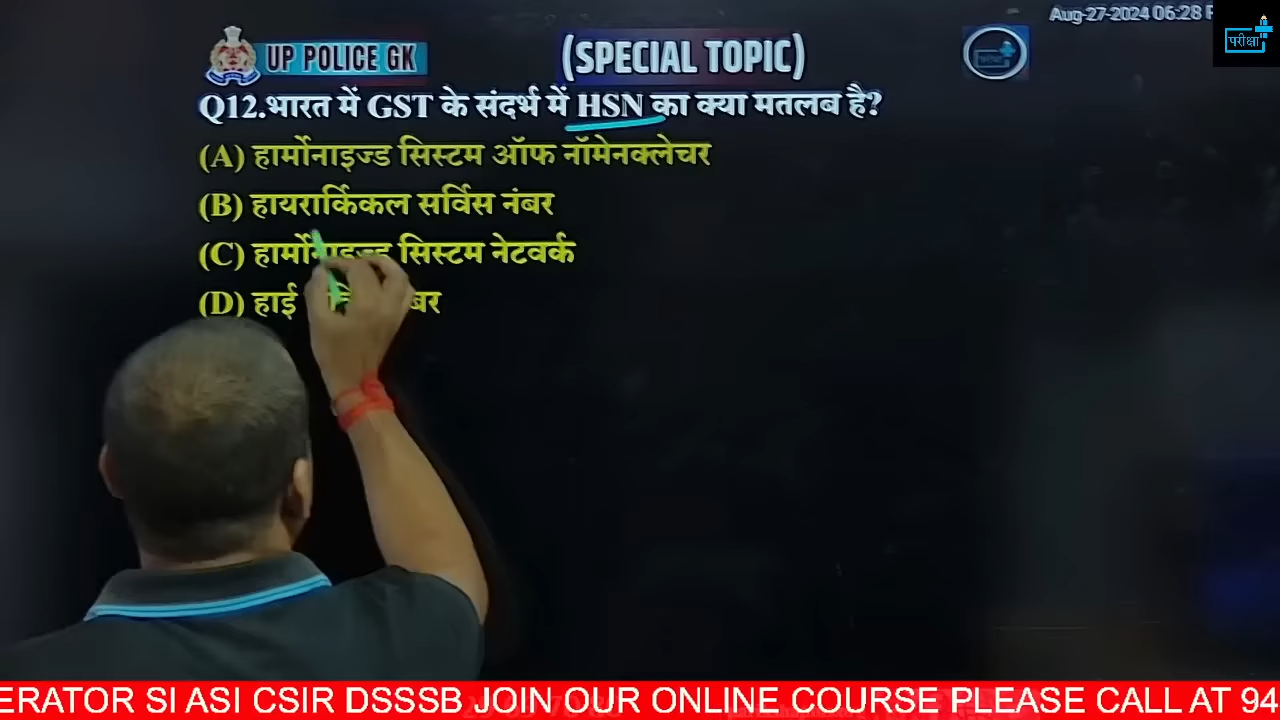 Aug-27-2024 06:28
परीक्षा
UP POLICE GK
(SPECIAL TOPIC)
Q12.भारत में GST के संदर्भ में HSN का क्या मतलब है?
(A) हार्मोनाइज्ड सिस्टम ऑफ नॉमेनक्लेचर
(B) हायरार्किकल सर्विस नंबर
(C) हार्मोनाइज्ड सिस्टम नेटवर्क
(D) हाई
ERATOR SI ASI CSIR DSSSB JOIN OUR ONLINE COURSE PLEASE CALL AT 94